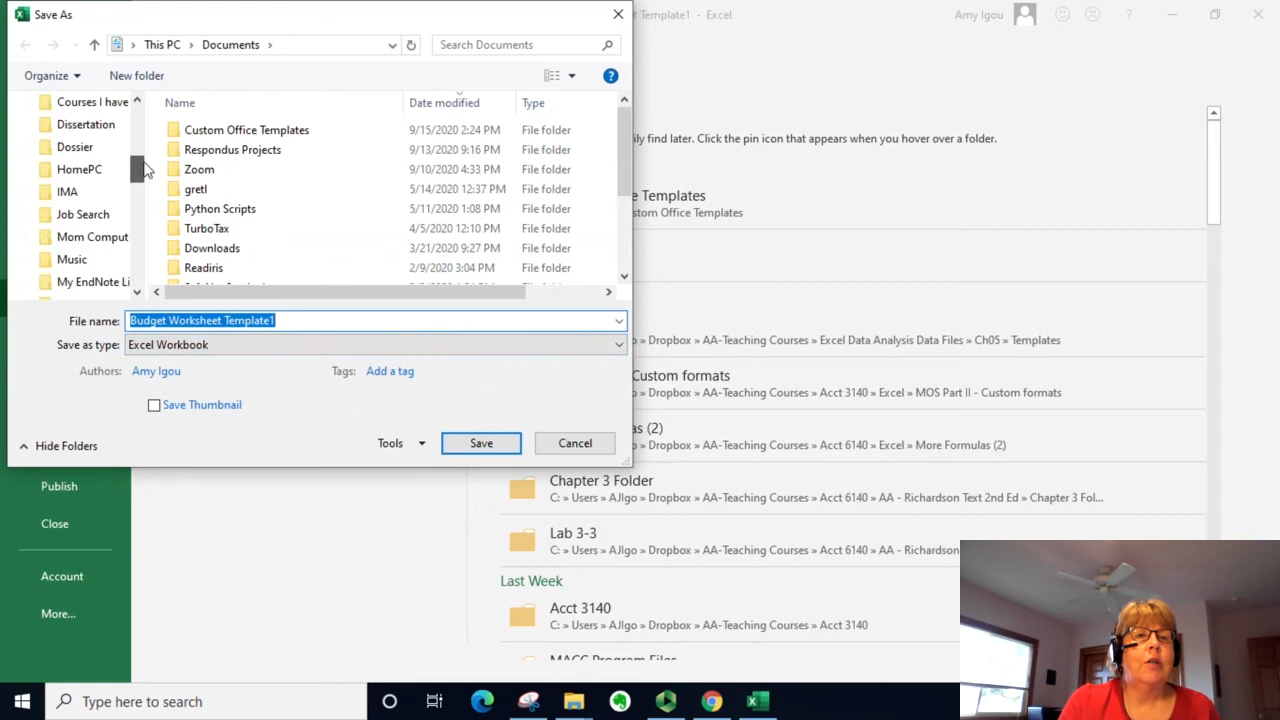 Save As
t Template1 - Excel
Amy Igou
This PC > Documents >
Search Documents
Organize
New folder
Name
Date modified
Type
Courses I have
Dissertation
Dossier
HomePC
IMA
Job Search
Mom Comput
Music
My EndNote Li
Custom Office Templates 9/15/2020 2:24 PM File folder
Respondus Projects 9/13/2020 9:16 PM File folder
Zoom 9/10/2020 4:33 PM File folder
gretl 5/14/2020 12:37 PM File folder
Python Scripts 5/11/2020 1:08 PM File folder
TurboTax 4/5/2020 12:10 PM File folder
Downloads 3/21/2020 9:27 PM File folder
Readiris 2/9/2020 3:04 PM File folder
File name: Budget Worksheet Template1
Save as type: Excel Workbook
Authors: Amy Igou
Tags: Add a tag
Save Thumbnail
Hide Folders
Tools
Save
Cancel
ily find later. Click the pin icon that appears when you hover over a folder.
e Templates
stom Office Templates
o » Dropbox » AA-Teaching Courses » Excel Data Analysis Data Files » Ch05 » Templates
Custom formats
o » Dropbox » AA-Teaching Courses » Acct 3140 » Excel » MOS Part II - Custom formats
as (2)
o » Dropbox » AA-Teaching Courses » Acct 6140 » Excel » More Formulas (2)
Chapter 3 Folder
C: » Users » AJIgo » Dropbox » AA-Teaching Courses » Acct 6140 » AA - Richardson Text 2nd Ed » Chapter 3 Fol...
Lab 3-3
C: » Users » AJIgo » Dropbox » AA-Teaching Courses » Acct 6140 » AA - Richardson
Last Week
Acct 3140
C: » Users » AJIgo » Dropbox » AA-Teaching Courses » Acct 3140
MACC Program Files
Publish
Close
Account
More...
Type here to search